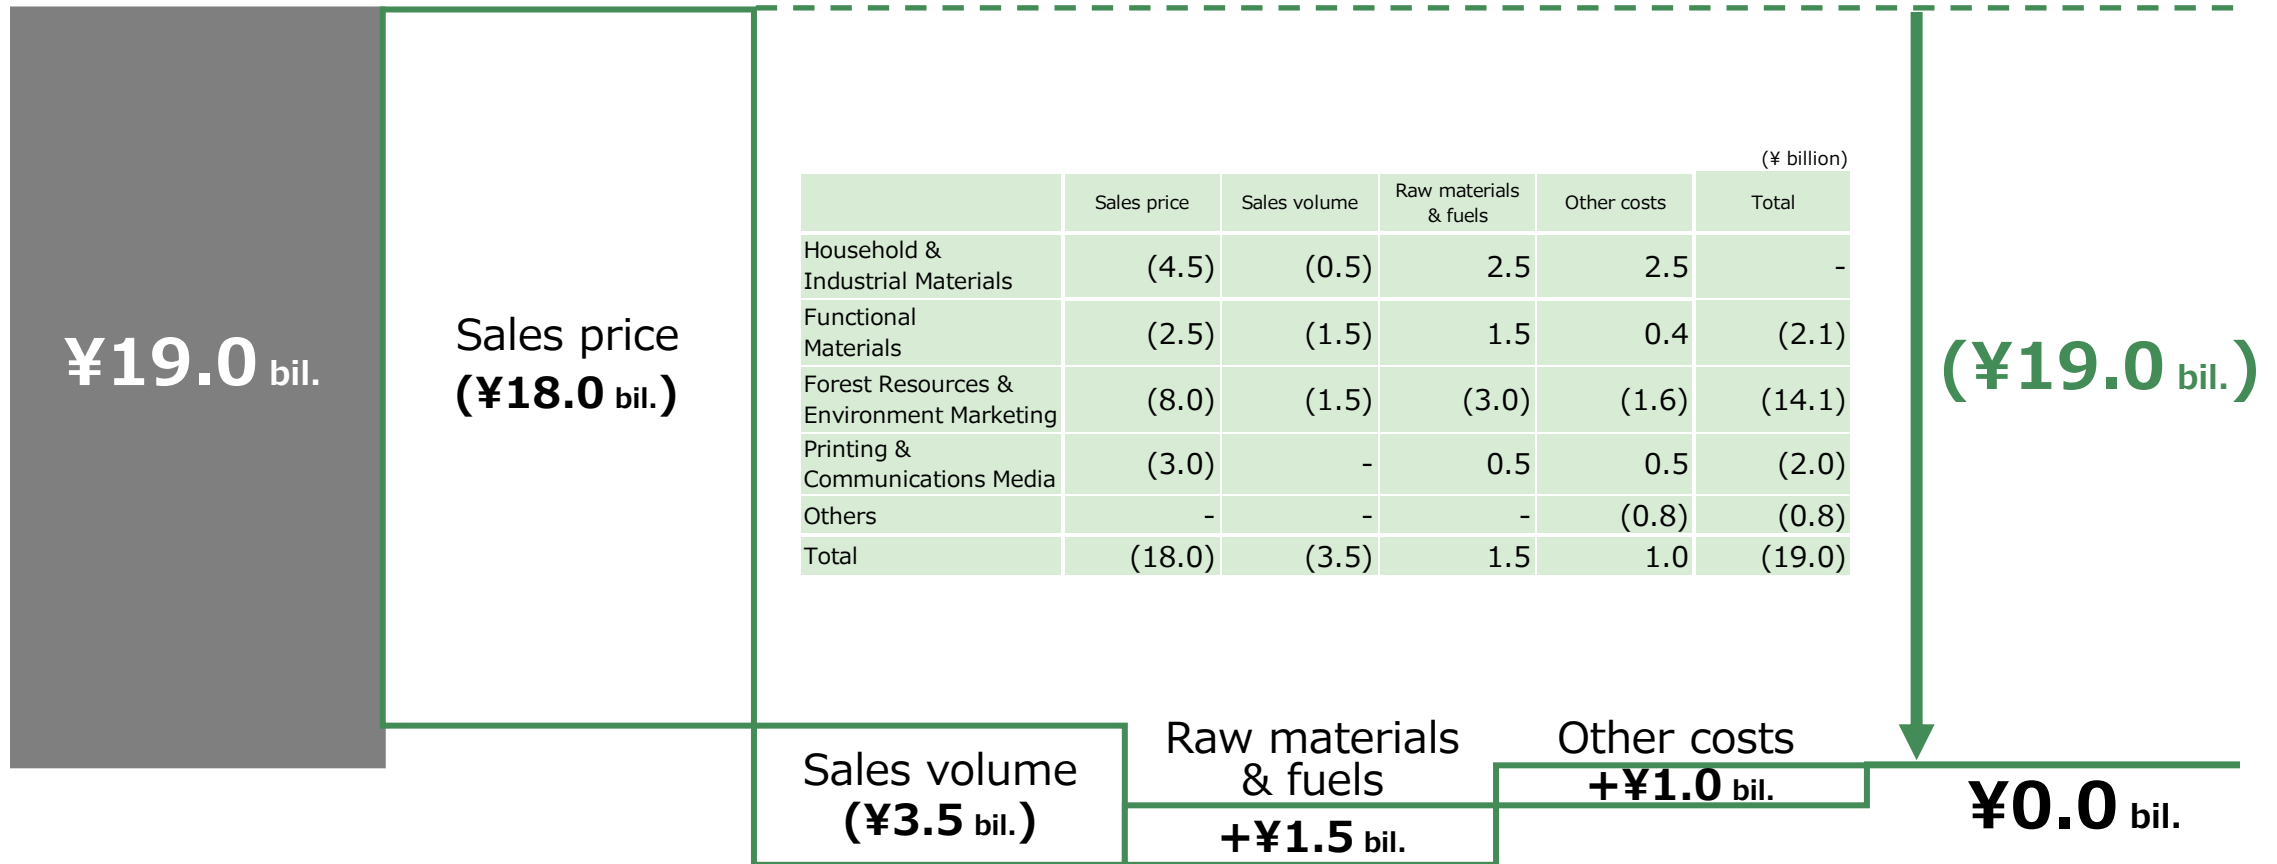 ¥19.0 bil.
Sales price
(¥18.0 bil.)
(¥ billion)
Sales price Sales volume Raw materials & fuels Other costs Total
Household & Industrial Materials (4.5) (0.5) 2.5 2.5 -
Functional Materials (2.5) (1.5) 1.5 0.4 (2.1)
Forest Resources & Environment Marketing (8.0) (1.5) (3.0) (1.6) (14.1)
Printing & Communications Media (3.0) - 0.5 0.5 (2.0)
Others - - - (0.8) (0.8)
Total (18.0) (3.5) 1.5 1.0 (19.0)
(¥19.0 bil.)
Sales volume
(¥3.5 bil.)
Raw materials
& fuels
+¥1.5 bil.
Other costs
+¥1.0 bil.
¥0.0 bil.